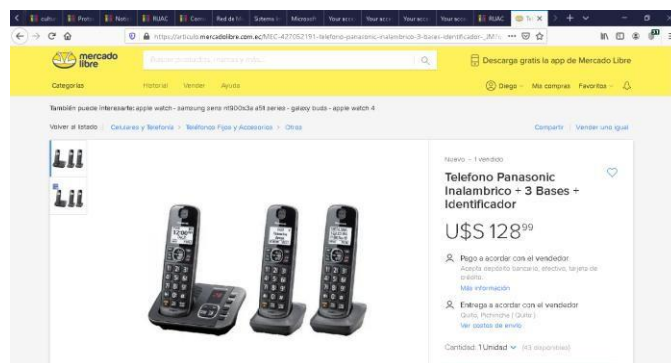 RUAC
RUAC
https://articulo.mercadolibre.com.ec/MEC-427052191-telefono-panasonic-inalambrico-3-bases-identificador-_JM
mercado
libre
Descarga gratis la app de Mercado Libre
Categorías Historial Vender Ayuda
Diego Mis compras Favoritos
También puede interesarte: apple watch - samsung sens - galaxy buds - apple watch 4
Volver al listado Celulares y Telefonía > Teléfonos Fijos y Accesorios > Otros
Compartir Vender uno igual
Nuevo - 1 vendido
Telefono Panasonic
Inalambrico + 3 Bases +
Identificador
U$S 128⁹⁹
Pago a acordar con el vendedor
Acepta depósito bancario, efectivo, tarjeta de
crédito.
Más información
Entrega a acordar con el vendedor
Quito, Pichincha (Quito)
Ver costos de envío
Cantidad: 1 Unidad (43 disponibles)